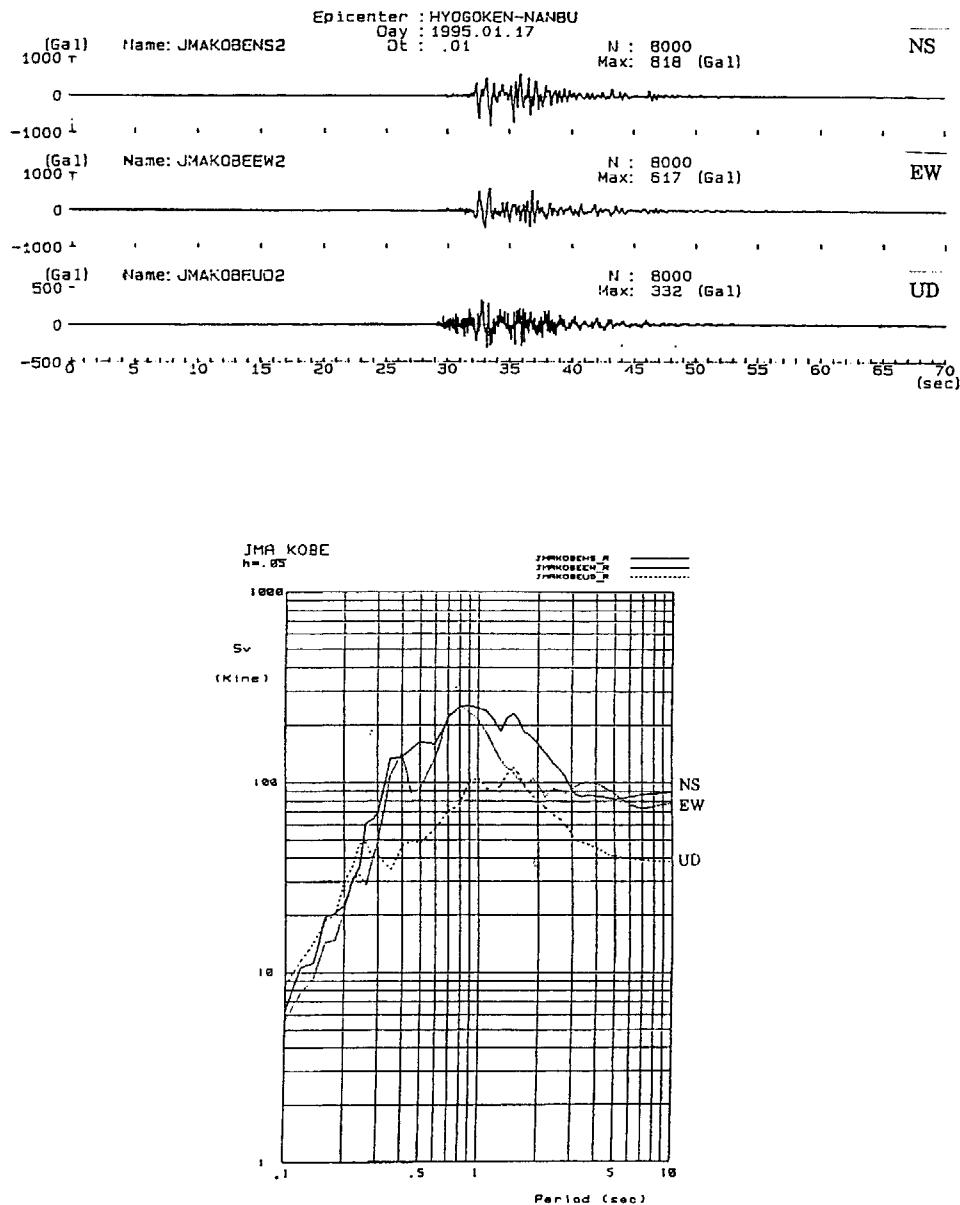 Epicenter : HYOGOKEN-NANBU
Day : 1995.01.17
Dt : .01
(Gal)
Name: JMAKOBENS2
N : 8000
Max: 818 (Gal)
NS
1000
0
-1000
(Gal)
Name: JMAKOBEEW2
N : 8000
Max: 617 (Gal)
EW
1000
0
-1000
(Gal)
Name: JMAKOBEUD2
N : 8000
Max: 332 (Gal)
UD
500
0
-500
0 5 10 15 20 25 30 35 40 45 50 55 60 65 70
(sec)
JMA KOBE
h=.05
JMAKOBENS_R
JMAKOBEEW_R
JMAKOBEUD_R
1000
Sv
(Kine)
100
10
1
NS
EW
UD
.1 .5 1 5 10
Period (sec)